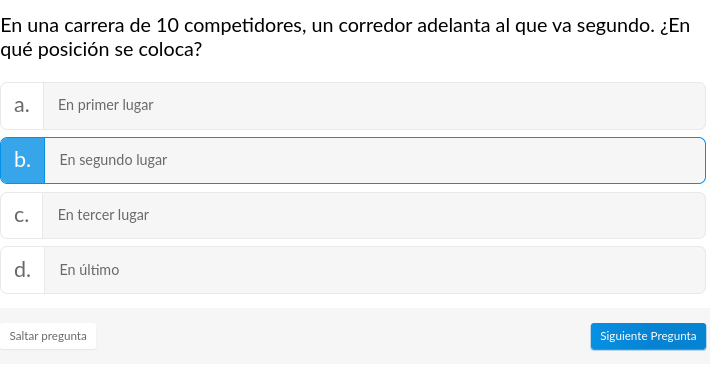 En una carrera de 10 competidores, un corredor adelanta al que va segundo. ¿En
qué posición se coloca?
a. En primer lugar
b. En segundo lugar
c. En tercer lugar
d. En último
Saltar pregunta Siguiente Pregunta